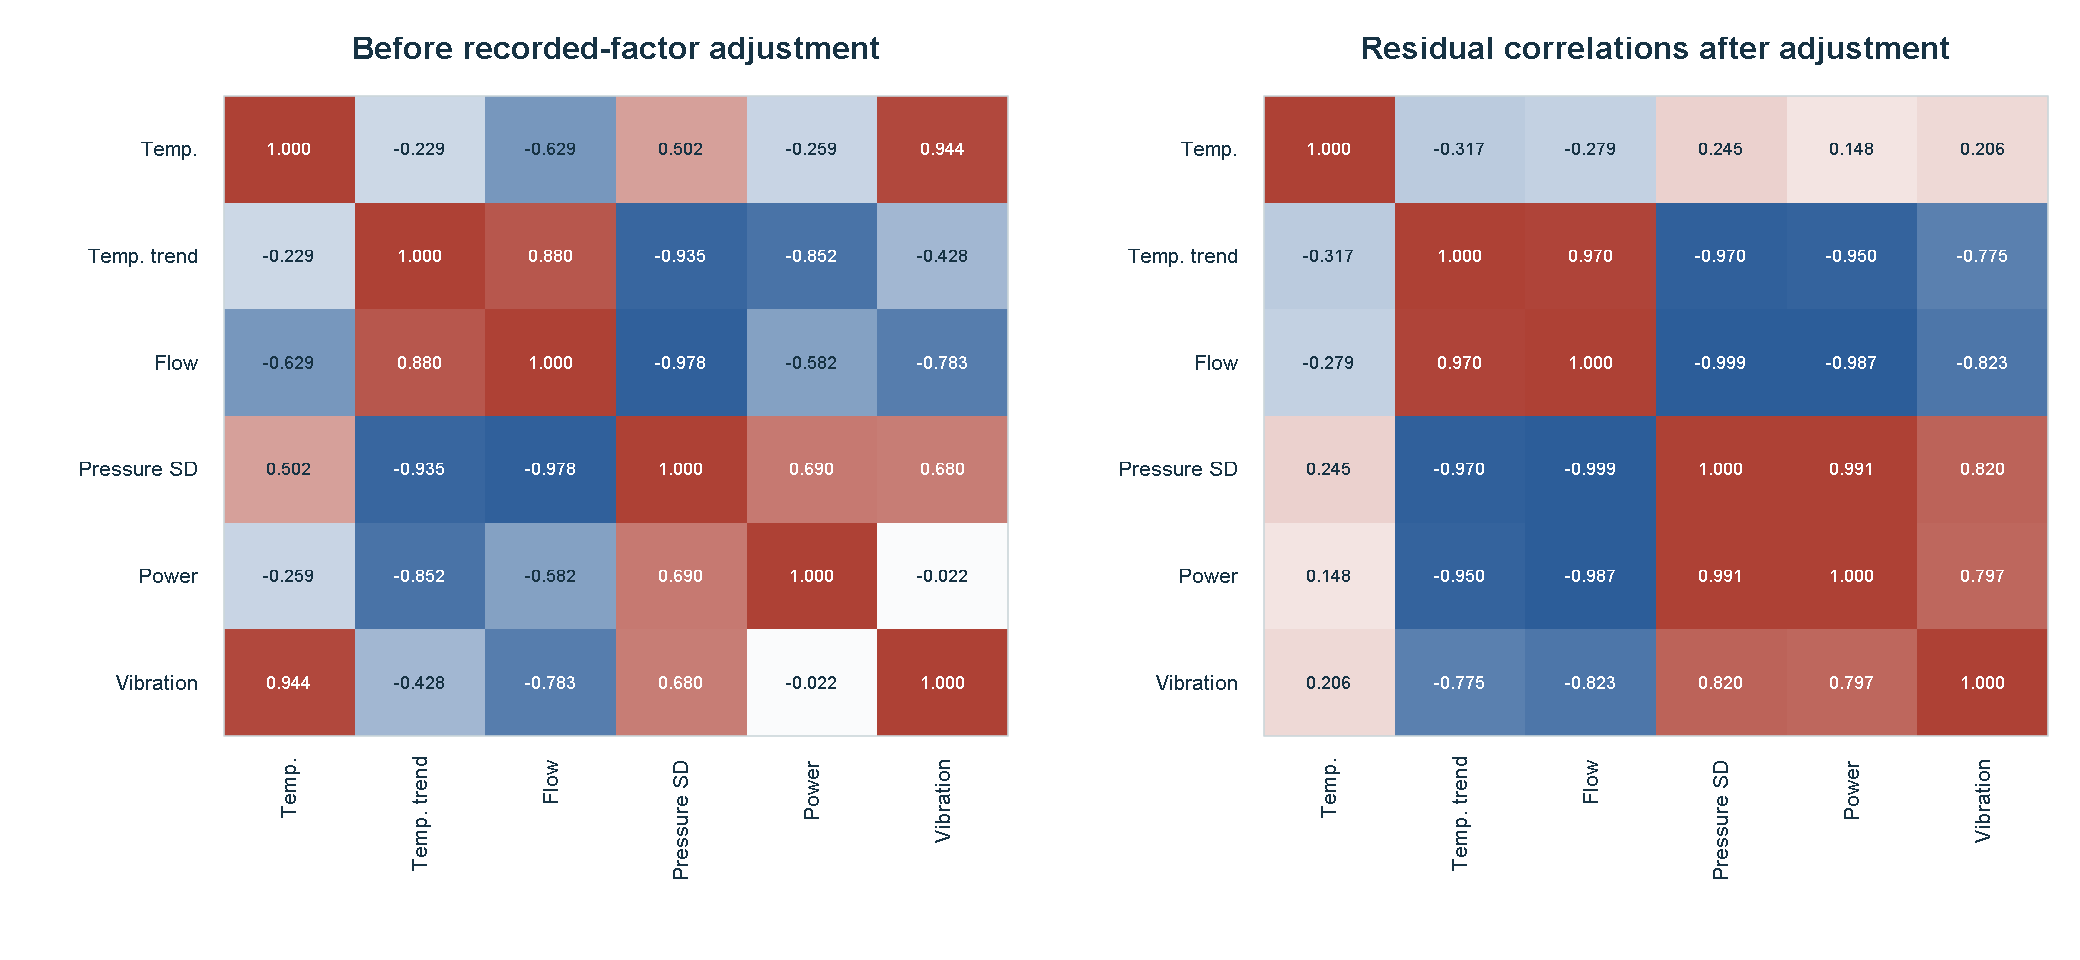 Before recorded-factor adjustment
Temp. 1.000 -0.229 -0.629 0.502 -0.259 0.944
Temp. trend -0.229 1.000 0.880 -0.935 -0.852 -0.428
Flow -0.629 0.880 1.000 -0.978 -0.582 -0.783
Pressure SD 0.502 -0.935 -0.978 1.000 0.690 0.680
Power -0.259 -0.852 -0.582 0.690 1.000 -0.022
Vibration 0.944 -0.428 -0.783 0.680 -0.022 1.000
Temp.
Temp. trend
Flow
Pressure SD
Power
Vibration
Residual correlations after adjustment
Temp. 1.000 -0.317 -0.279 0.245 0.148 0.206
Temp. trend -0.317 1.000 0.970 -0.970 -0.950 -0.775
Flow -0.279 0.970 1.000 -0.999 -0.987 -0.823
Pressure SD 0.245 -0.970 -0.999 1.000 0.991 0.820
Power 0.148 -0.950 -0.987 0.991 1.000 0.797
Vibration 0.206 -0.775 -0.823 0.820 0.797 1.000
Temp.
Temp. trend
Flow
Pressure SD
Power
Vibration